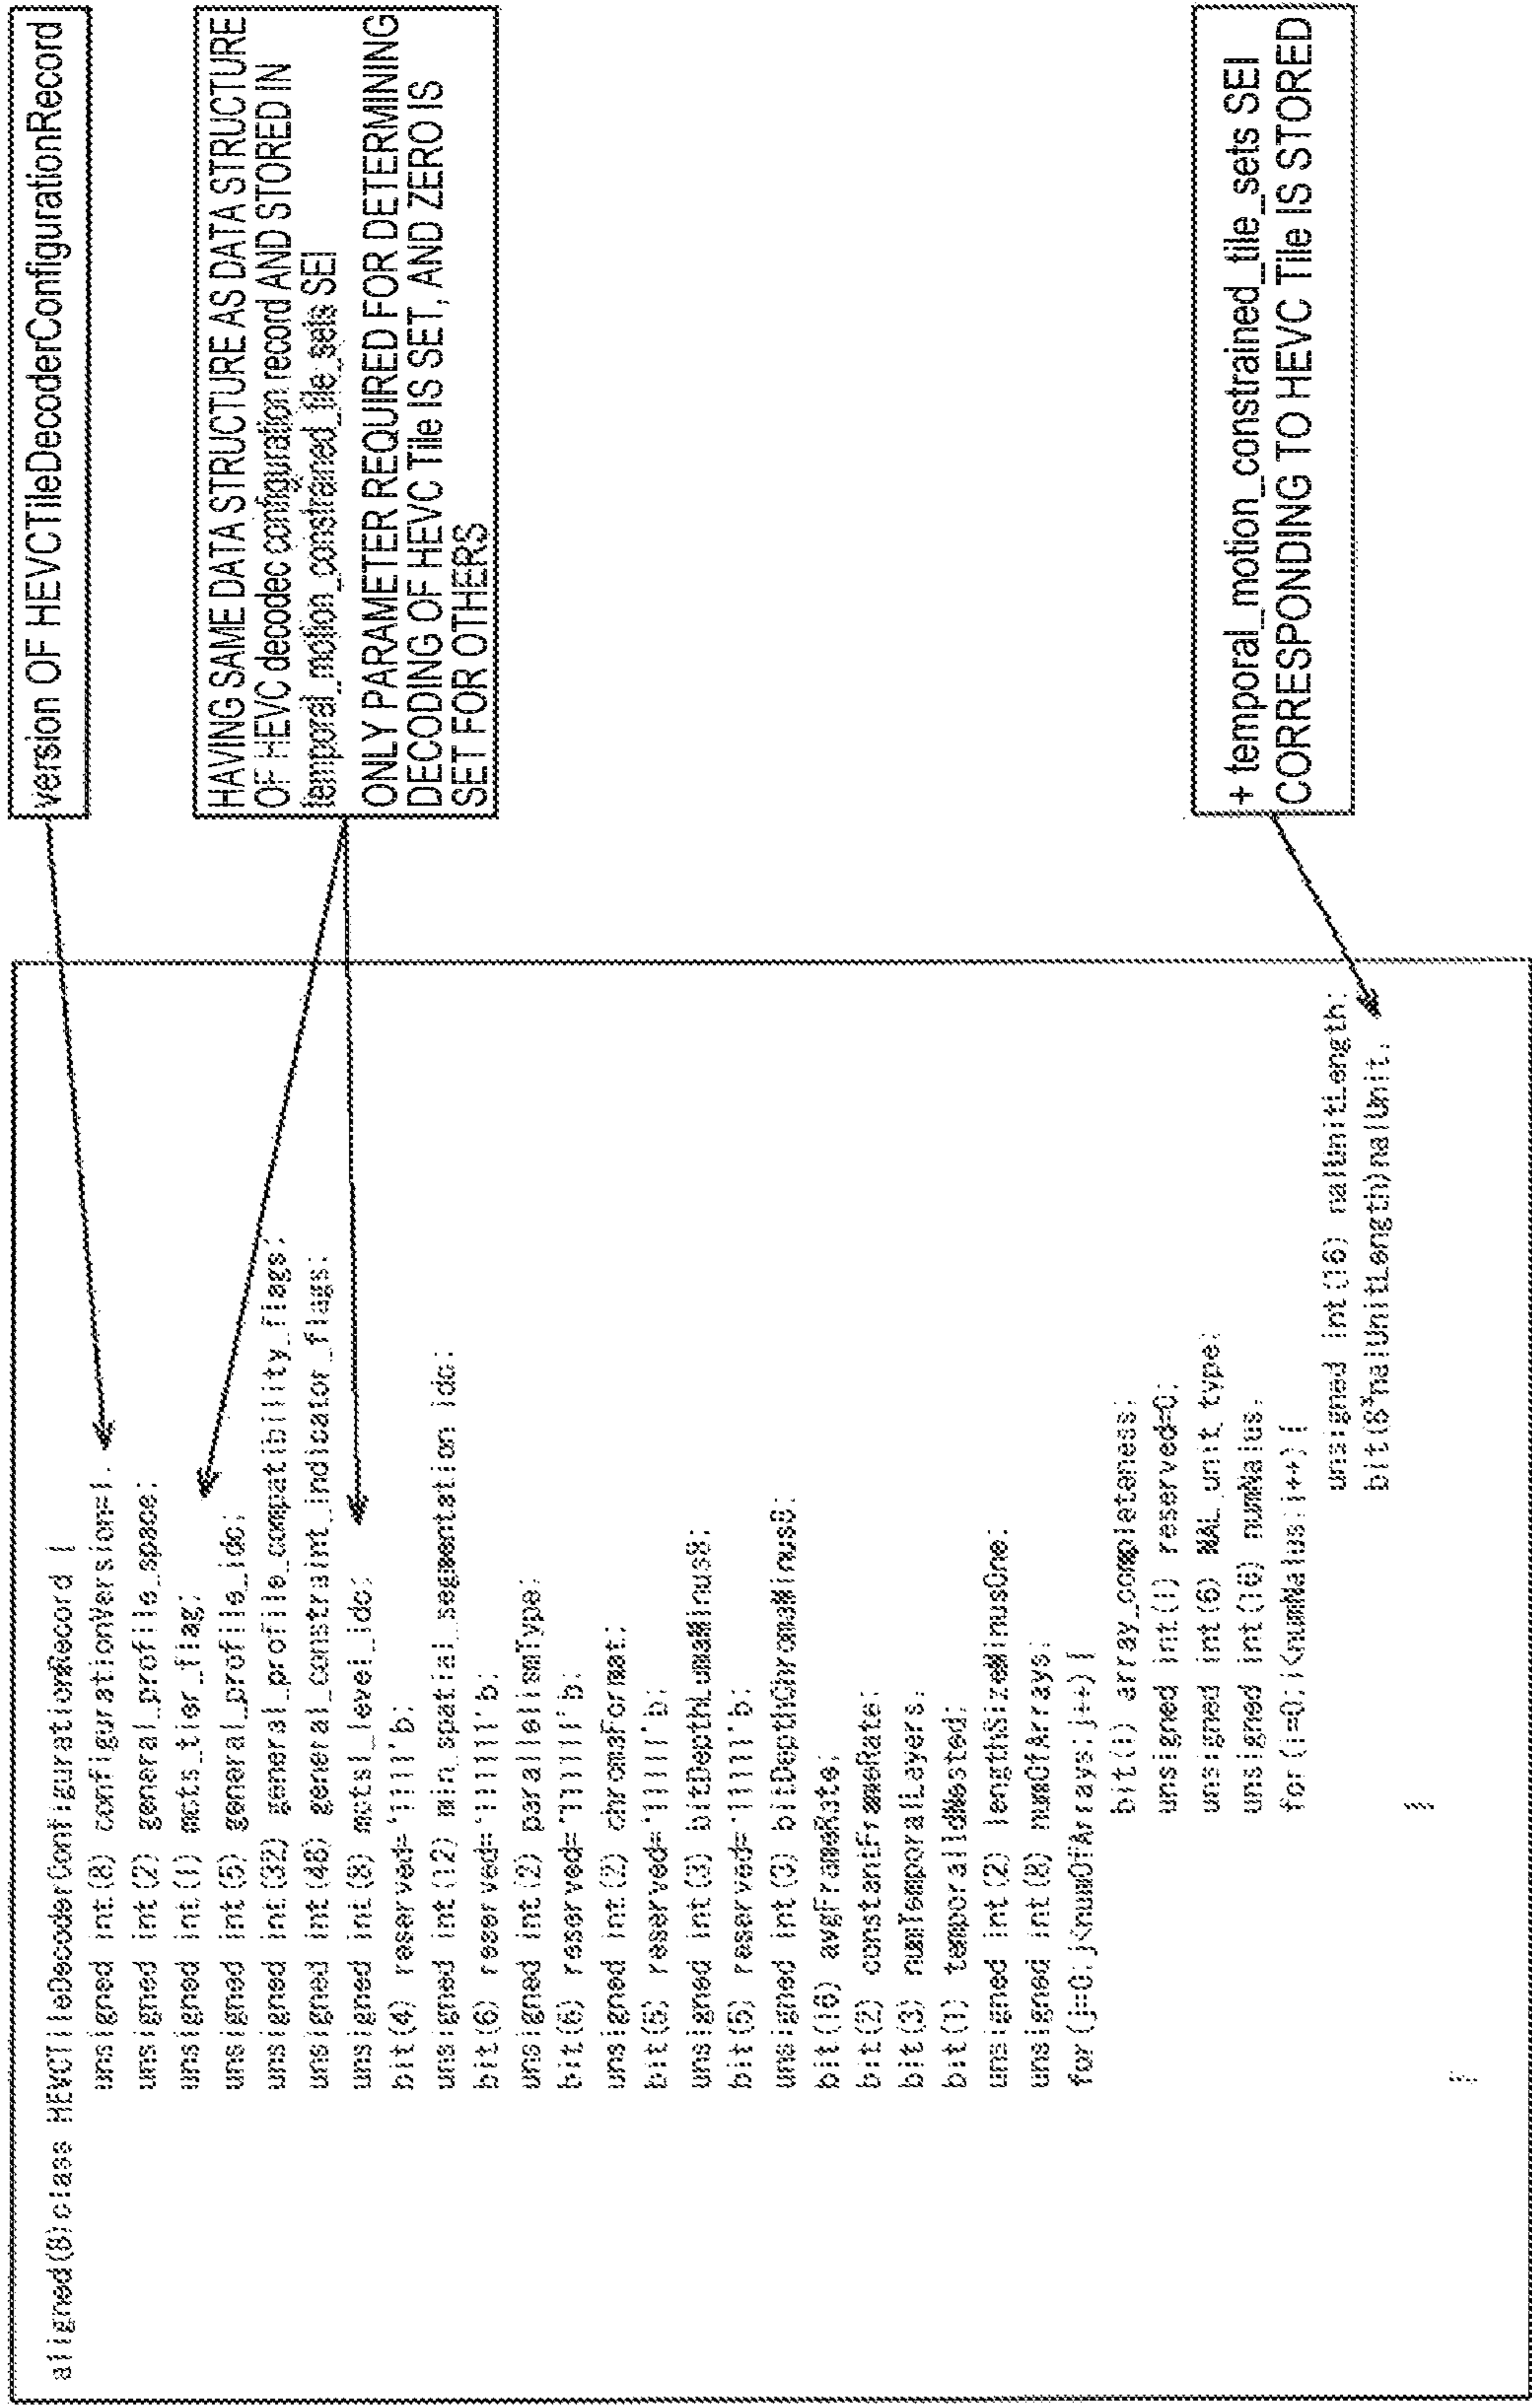 aligned(8)class HEVCTileDecoderConfigurationRecord {
unsigned int(8) configurationVersion=1;
unsigned int(2) general_profile_space;
unsigned int(1) mcts_tier_flag;
unsigned int(5) general_profile_idc;
unsigned int(32) general_profile_compatibility_flags;
unsigned int(48) general_constraint_indicator_flags;
unsigned int(8) mctsl_level_idc;
bit(4) reserved='1111'b;
unsigned int(12) min_spatial_segmentation idc;
bit(6) reserved='111111'b;
unsigned int(2) parallelismType;
bit(6) reserved='111111'b;
unsigned int(2) chromaFormat;
bit(5) reserved='11111'b;
unsigned int(3) bitDepthLumaMinus8;
bit(5) reserved='11111'b;
unsigned int(3) bitDepthChromaMinus8;
bit(16) avgFrameRate;
bit(2) constantFrameRate;
bit(3) numTemporalLayers;
bit(1) temporalIdNested;
unsigned int(2) lengthSizeMinusOne;
unsigned int(8) numOfArrays;
for(j=0;j<numOfArrays;j++){
bit(1) array_completeness;
unsigned int(1) reserved=0;
unsigned int(6) NAL_unit_type;
unsigned int(16) numNalus;
for(i=0;i<numNalus;i++){
unsigned int(16) nalUnitLength;
bit(8*nalUnitLength)nalUnit;
}
}
version OF HEVCTileDecoderConfigurationRecord
HAVING SAME DATA STRUCTURE AS DATA STRUCTURE
OF HEVC decodec configuration record AND STORED IN
temporal_motion_constrained_tile_sets SEI
ONLY PARAMETER REQUIRED FOR DETERMINING
DECODING OF HEVC Tile IS SET, AND ZERO IS
SET FOR OTHERS
+ temporal_motion_constrained_tile_sets SEI
CORRESPONDING TO HEVC Tile IS STORED